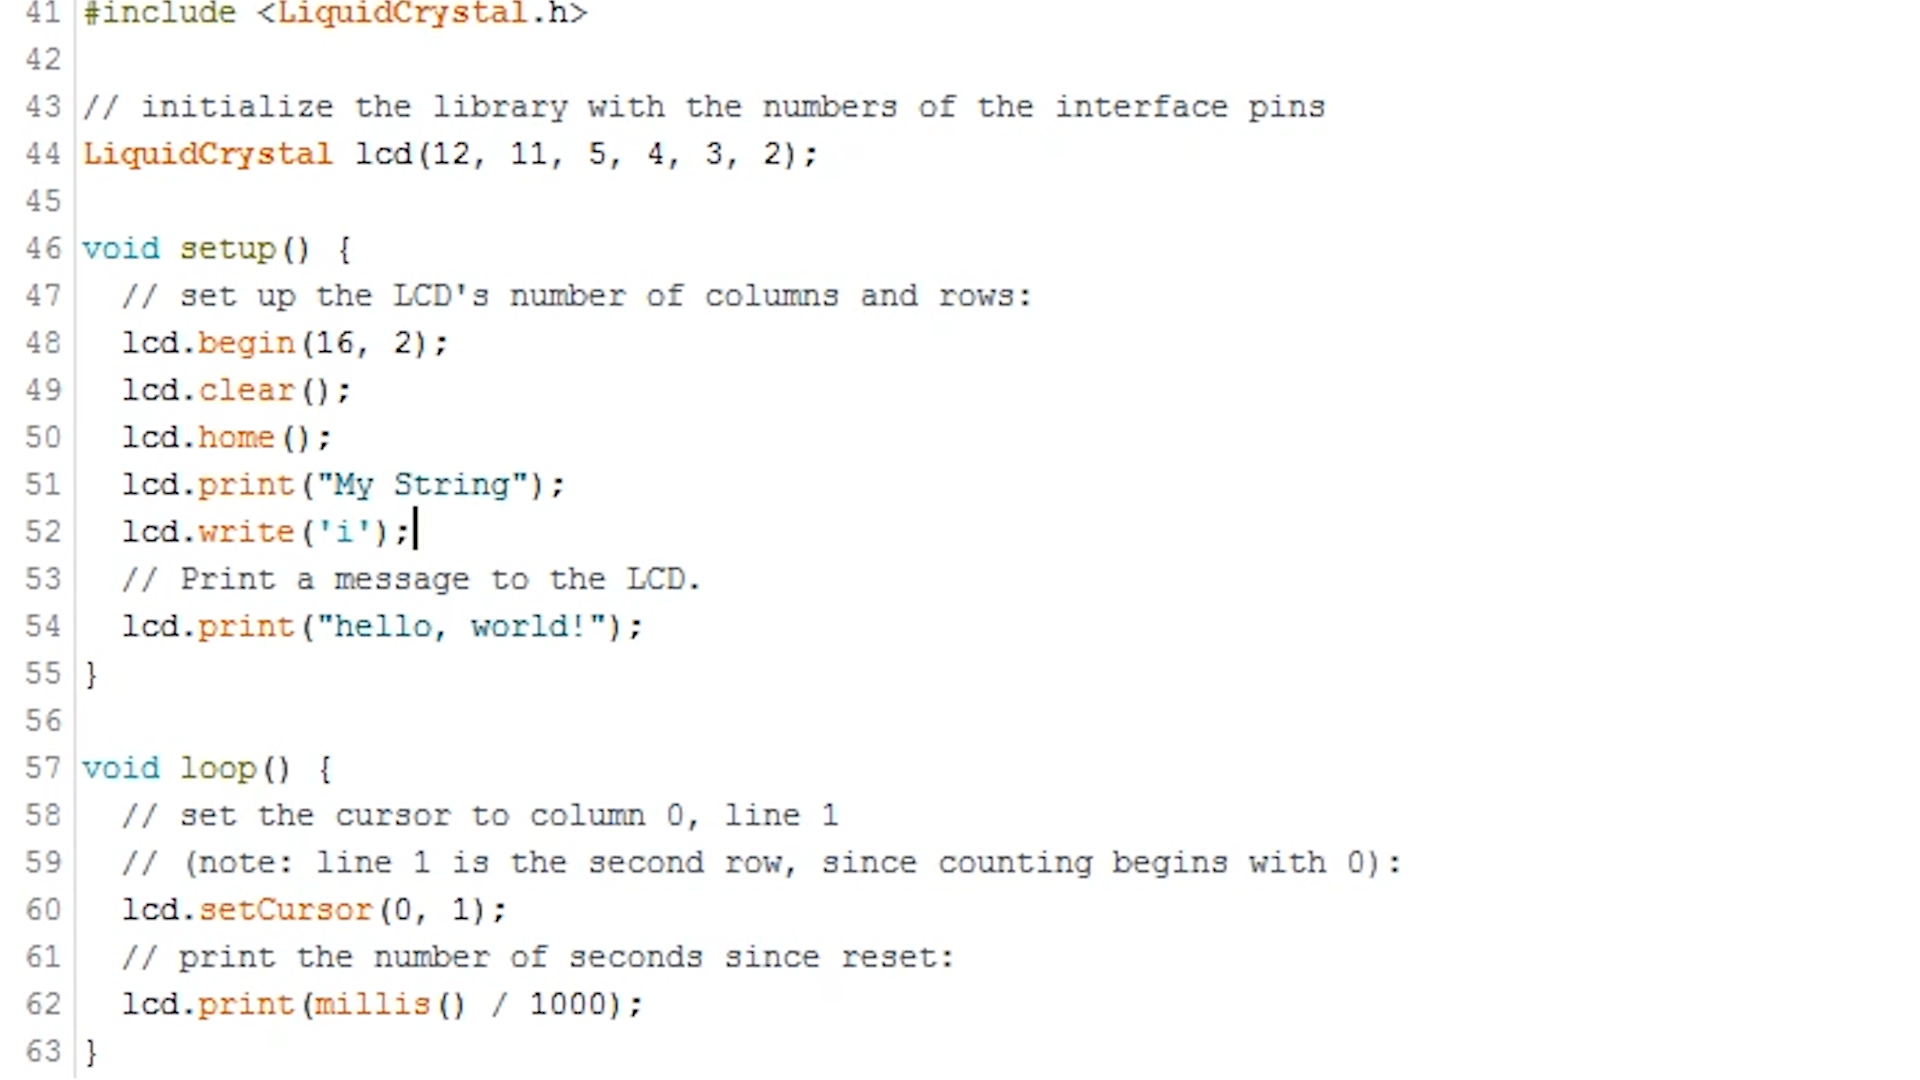 41 #include <LiquidCrystal.h>
42
43 // initialize the library with the numbers of the interface pins
44 LiquidCrystal lcd(12, 11, 5, 4, 3, 2);
45
46 void setup() {
47   // set up the LCD's number of columns and rows:
48   lcd.begin(16, 2);
49   lcd.clear();
50   lcd.home();
51   lcd.print("My String");
52   lcd.write('i');
53   // Print a message to the LCD.
54   lcd.print("hello, world!");
55 }
56
57 void loop() {
58   // set the cursor to column 0, line 1
59   // (note: line 1 is the second row, since counting begins with 0):
60   lcd.setCursor(0, 1);
61   // print the number of seconds since reset:
62   lcd.print(millis() / 1000);
63 }